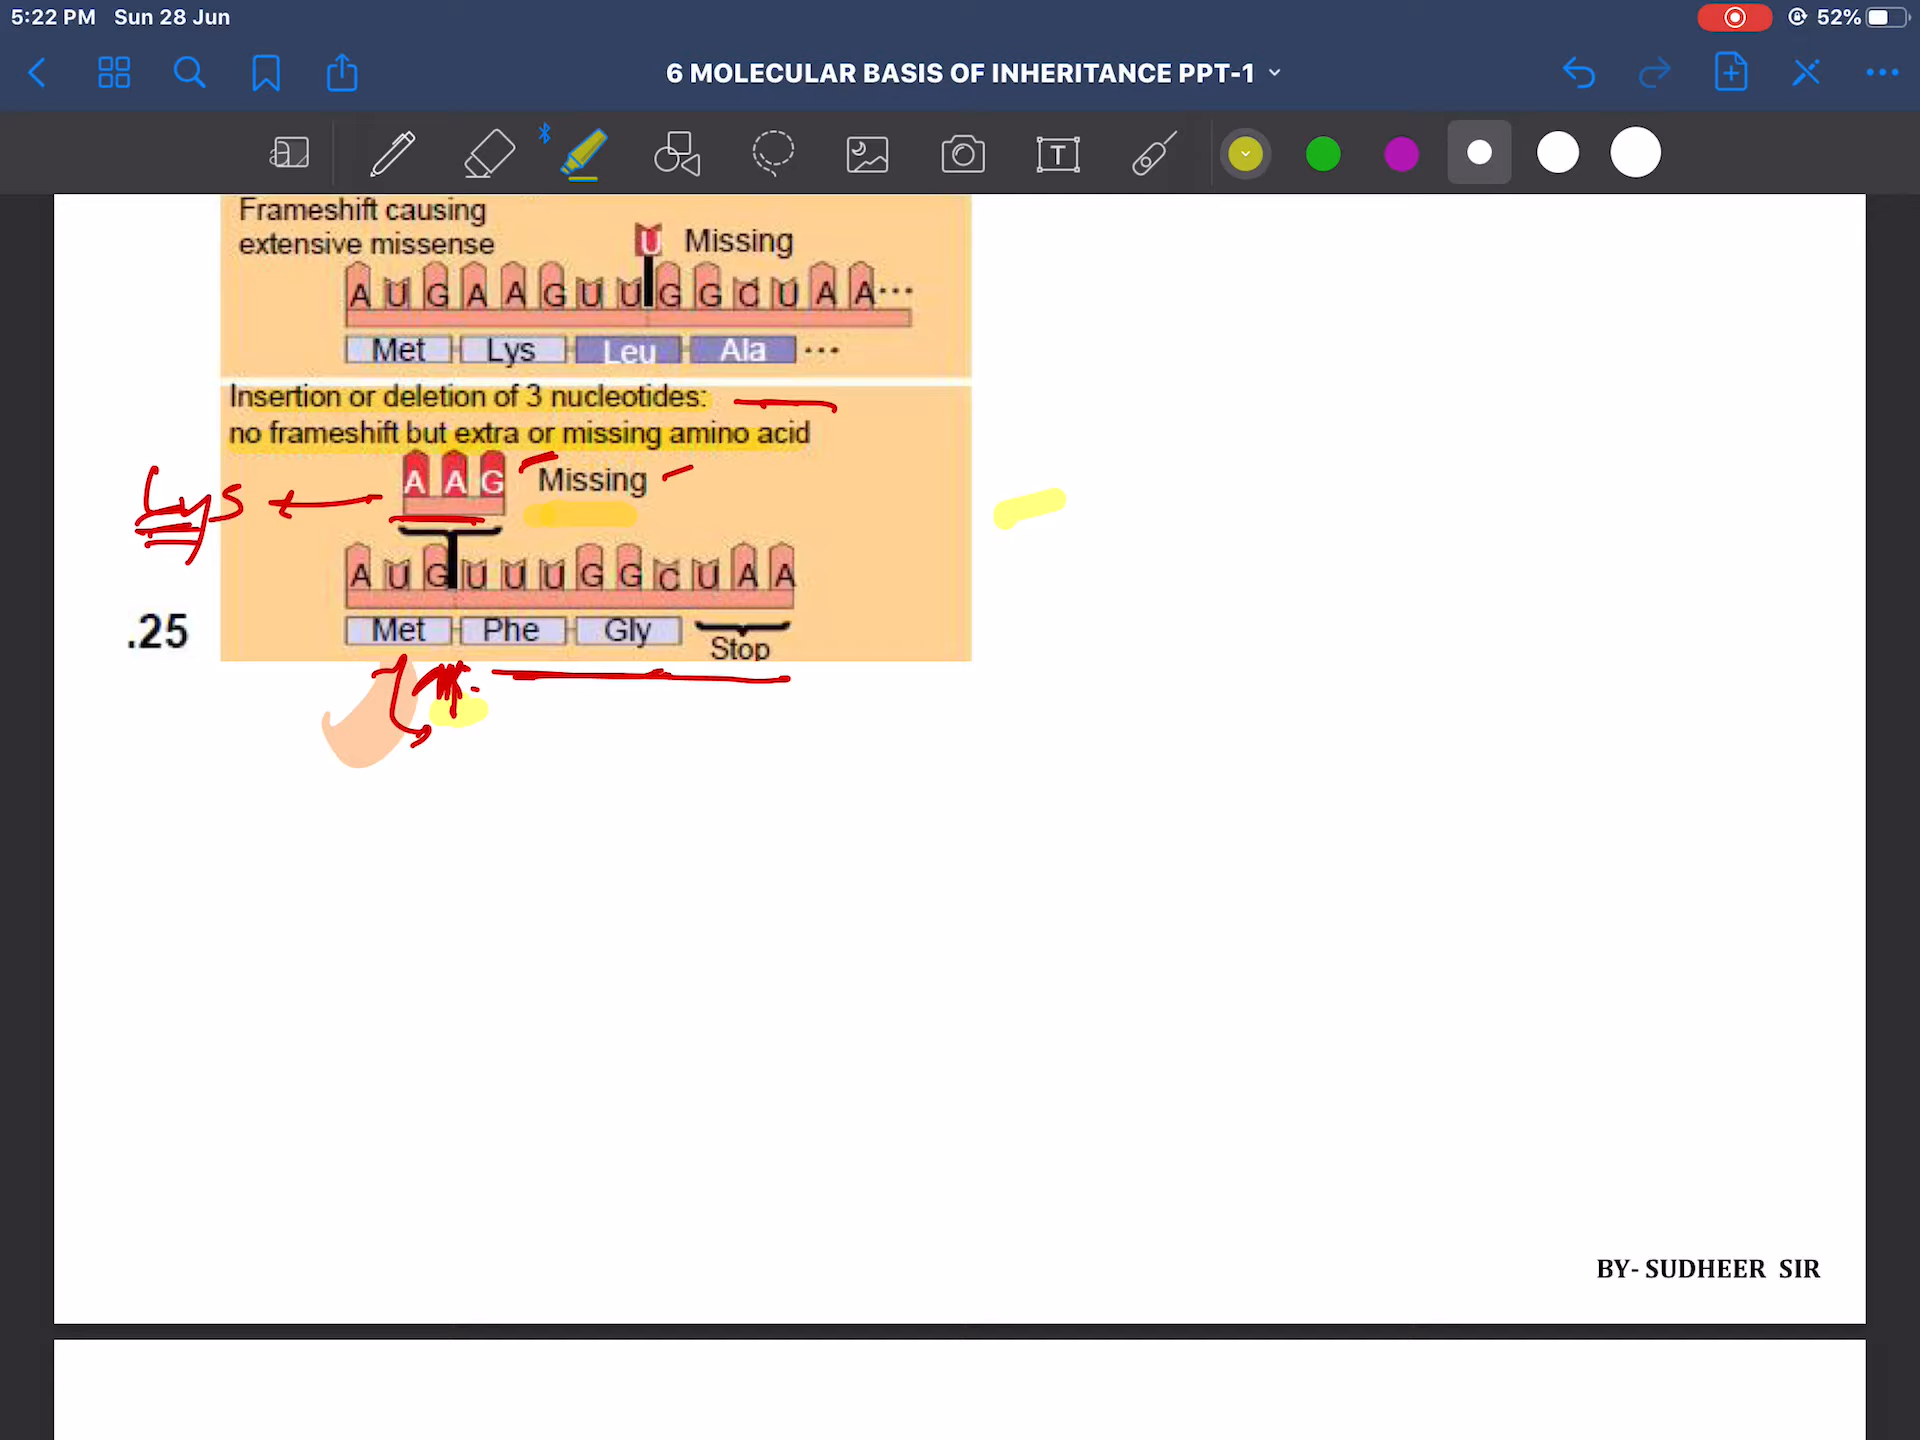 5:22 PM Sun 28 Jun
52%
6 MOLECULAR BASIS OF INHERITANCE PPT-1
Frameshift causing
extensive missense
U Missing
A U G A A G U U G G C U A A ...
Met Lys Leu Ala ...
Insertion or deletion of 3 nucleotides:
no frameshift but extra or missing amino acid
Lys
A A G Missing
A U G U U U G G C U A A
.25
Met Phe Gly
Stop
BY- SUDHEER SIR